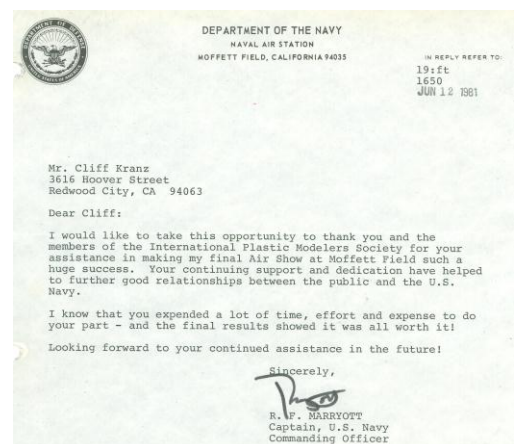 DEPARTMENT OF THE NAVY
NAVAL AIR STATION
MOFFETT FIELD, CALIFORNIA 94035
IN REPLY REFER TO:
19:ft
1650
JUN 12 1981
Mr. Cliff Kranz
3616 Hoover Street
Redwood City, CA 94063
Dear Cliff:
I would like to take this opportunity to thank you and the
members of the International Plastic Modelers Society for your
assistance in making my final Air Show at Moffett Field such a
huge success. Your continuing support and dedication have helped
to further good relationships between the public and the U.S.
Navy.
I know that you expended a lot of time, effort and expense to do
your part - and the final results showed it was all worth it!
Looking forward to your continued assistance in the future!
Sincerely,
R. F. MARRYOTT
Captain, U.S. Navy
Commanding Officer